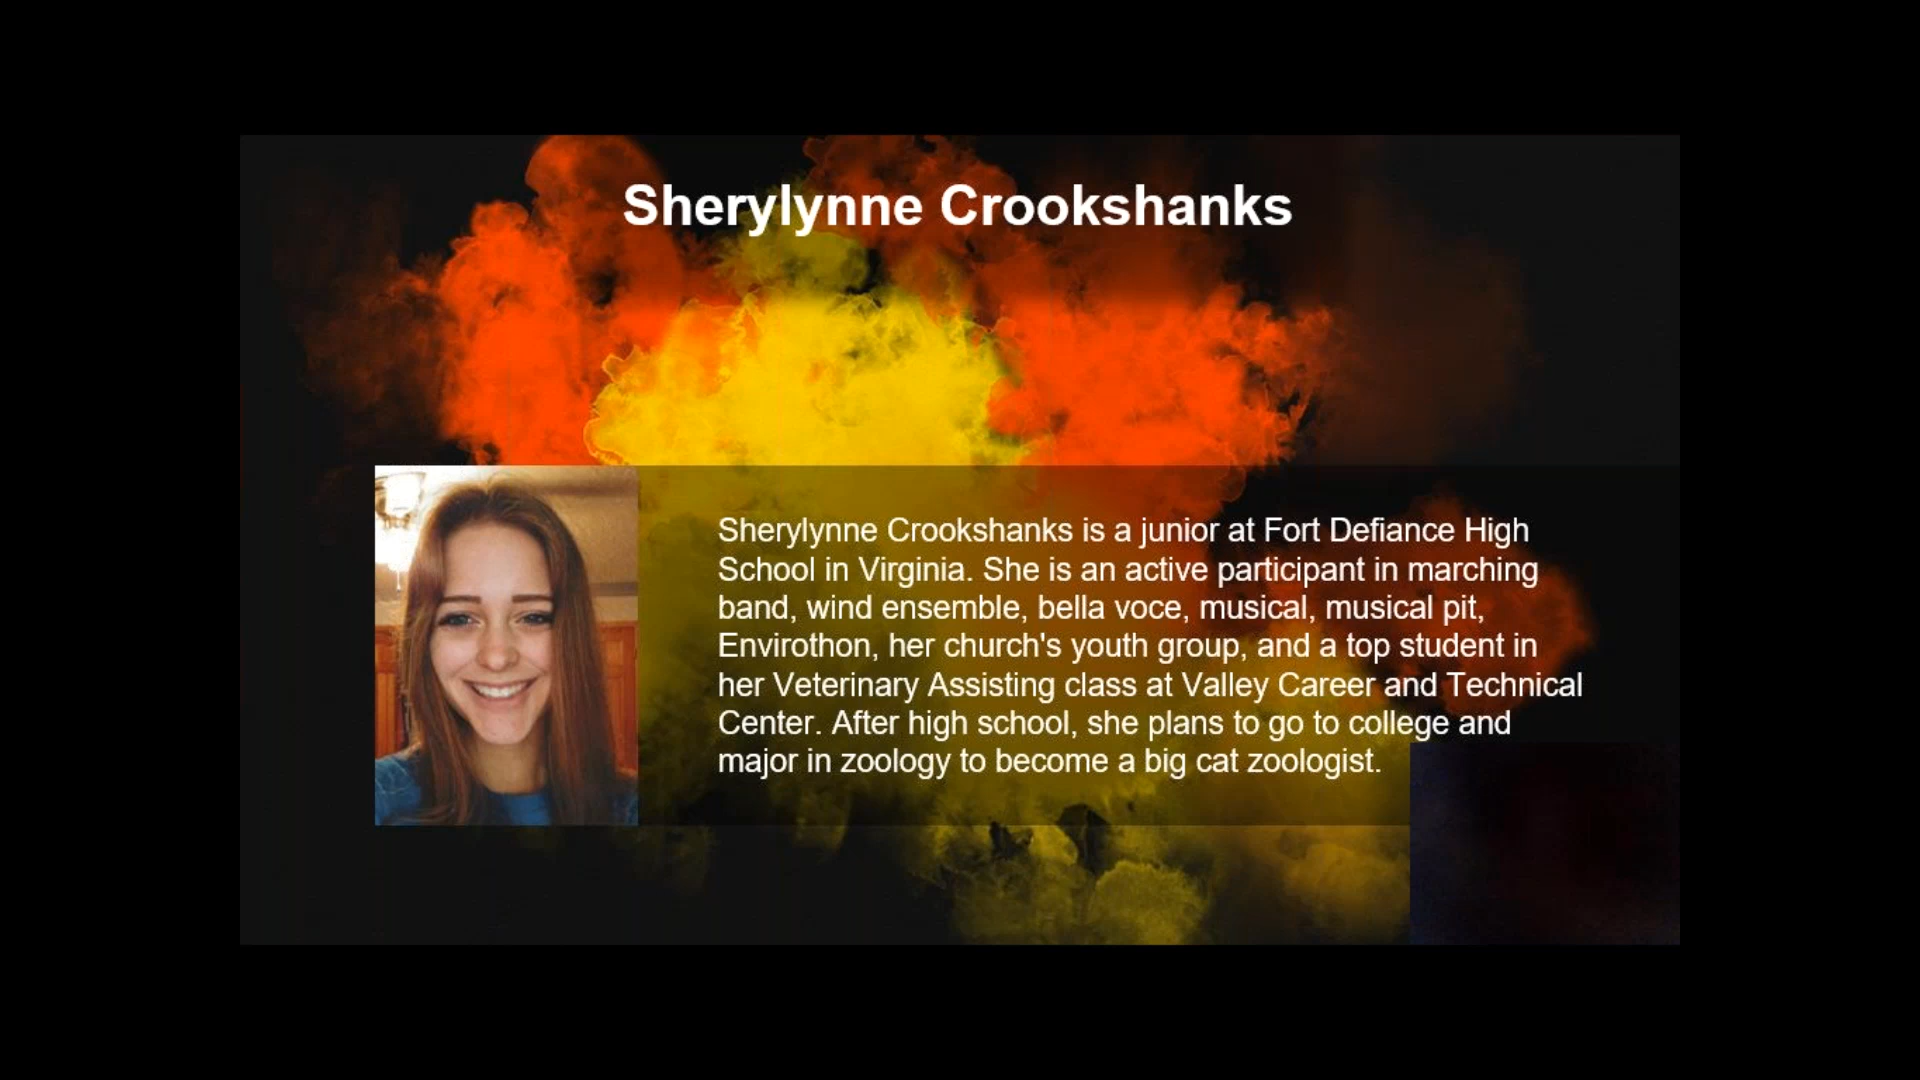 Sherylynne Crookshanks
Sherylynne Crookshanks is a junior at Fort Defiance High
School in Virginia. She is an active participant in marching
band, wind ensemble, bella voce, musical, musical pit,
Envirothon, her church's youth group, and a top student in
her Veterinary Assisting class at Valley Career and Technical
Center. After high school, she plans to go to college and
major in zoology to become a big cat zoologist.